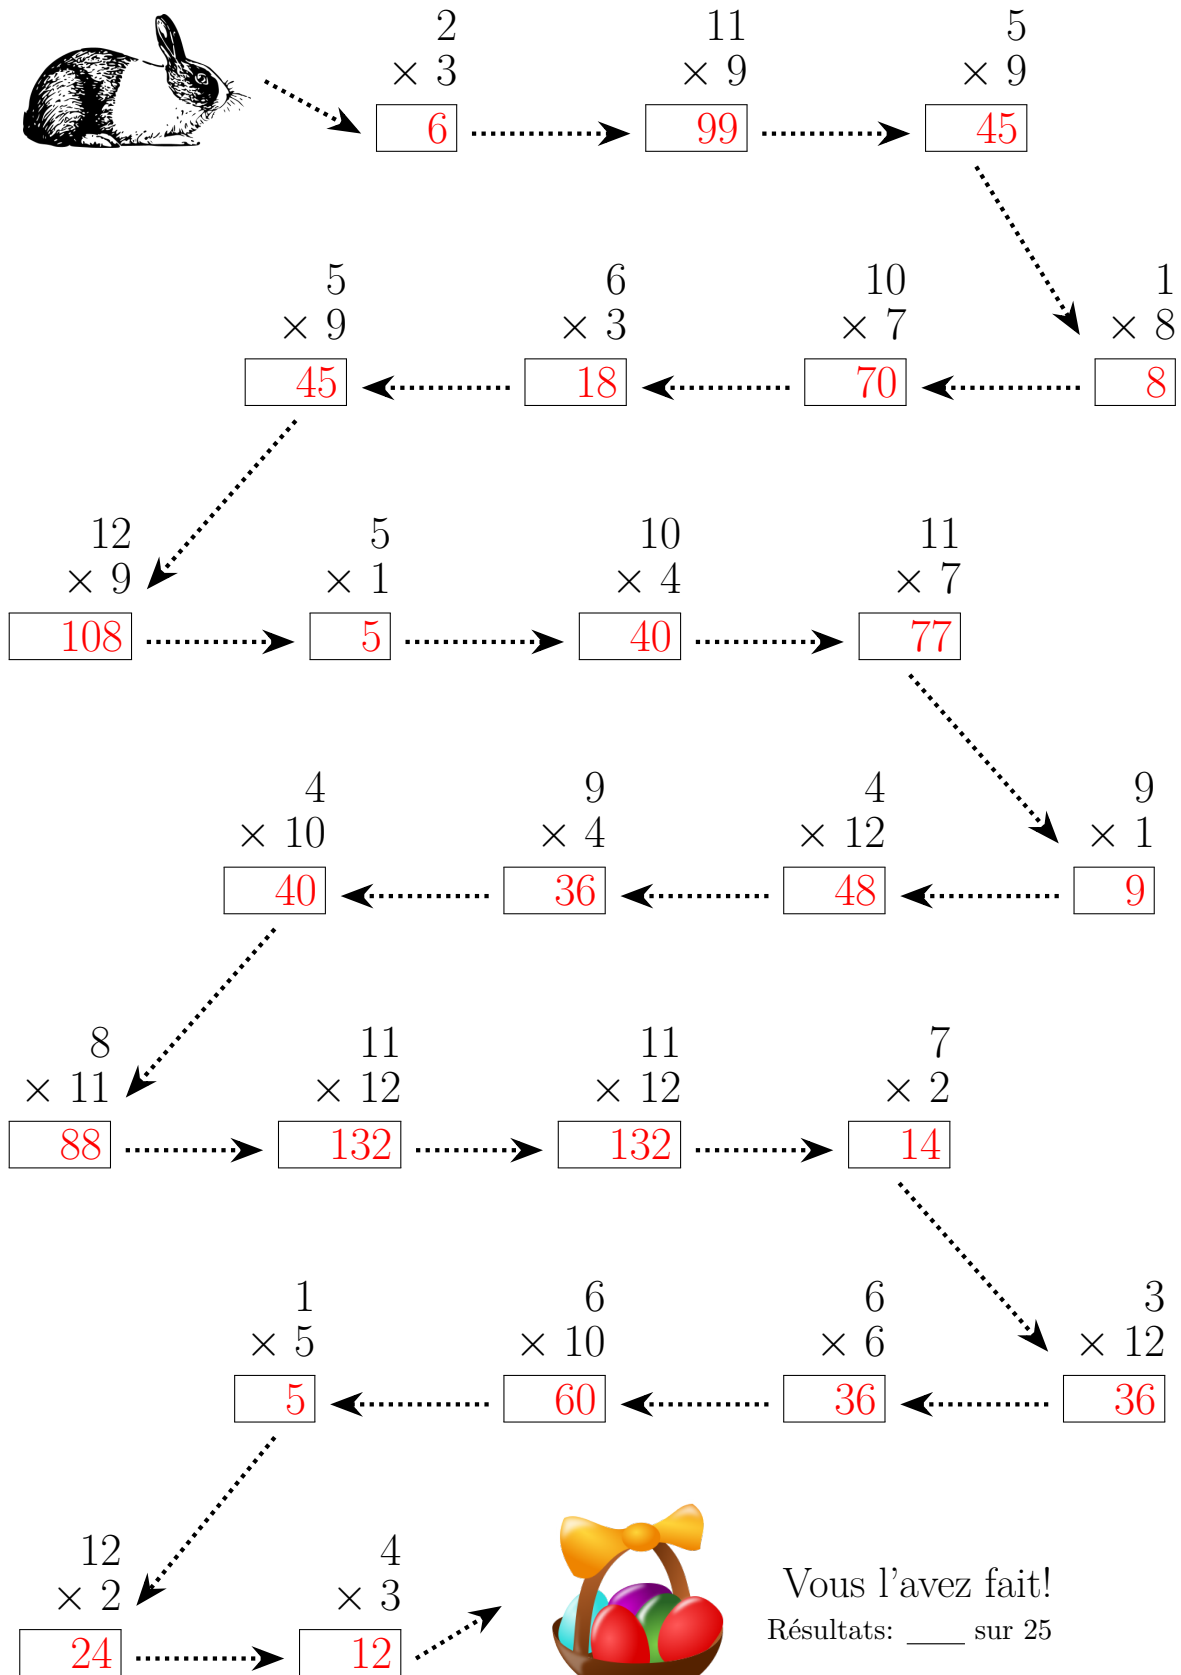 2 11 5
× 3 × 9 × 9
6 99 45
5 6 10 1
× 9 × 3 × 7 × 8
45 18 70 8
12 5 10 11
× 9 × 1 × 4 × 7
108 5 40 77
4 9 4 9
× 10 × 4 × 12 × 1
40 36 48 9
8 11 11 7
× 11 × 12 × 12 × 2
88 132 132 14
1 6 6 3
× 5 × 10 × 6 × 12
5 60 36 36
12 4
× 2 × 3
24 12
Vous l'avez fait!
Résultats: ____ sur 25